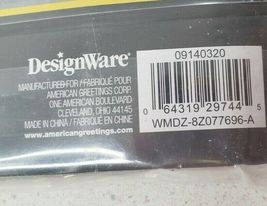 DesignWare®
MANUFACTURED FOR / FABRIQUÉ POUR
AMERICAN GREETINGS CORP.
ONE AMERICAN BOULEVARD
CLEVELAND, OHIO 44145
MADE IN CHINA / FABRIQUÉ EN CHINE
www.americangreetings.com
09140320
0 64319 29744 5
WMDZ-8Z077696-A